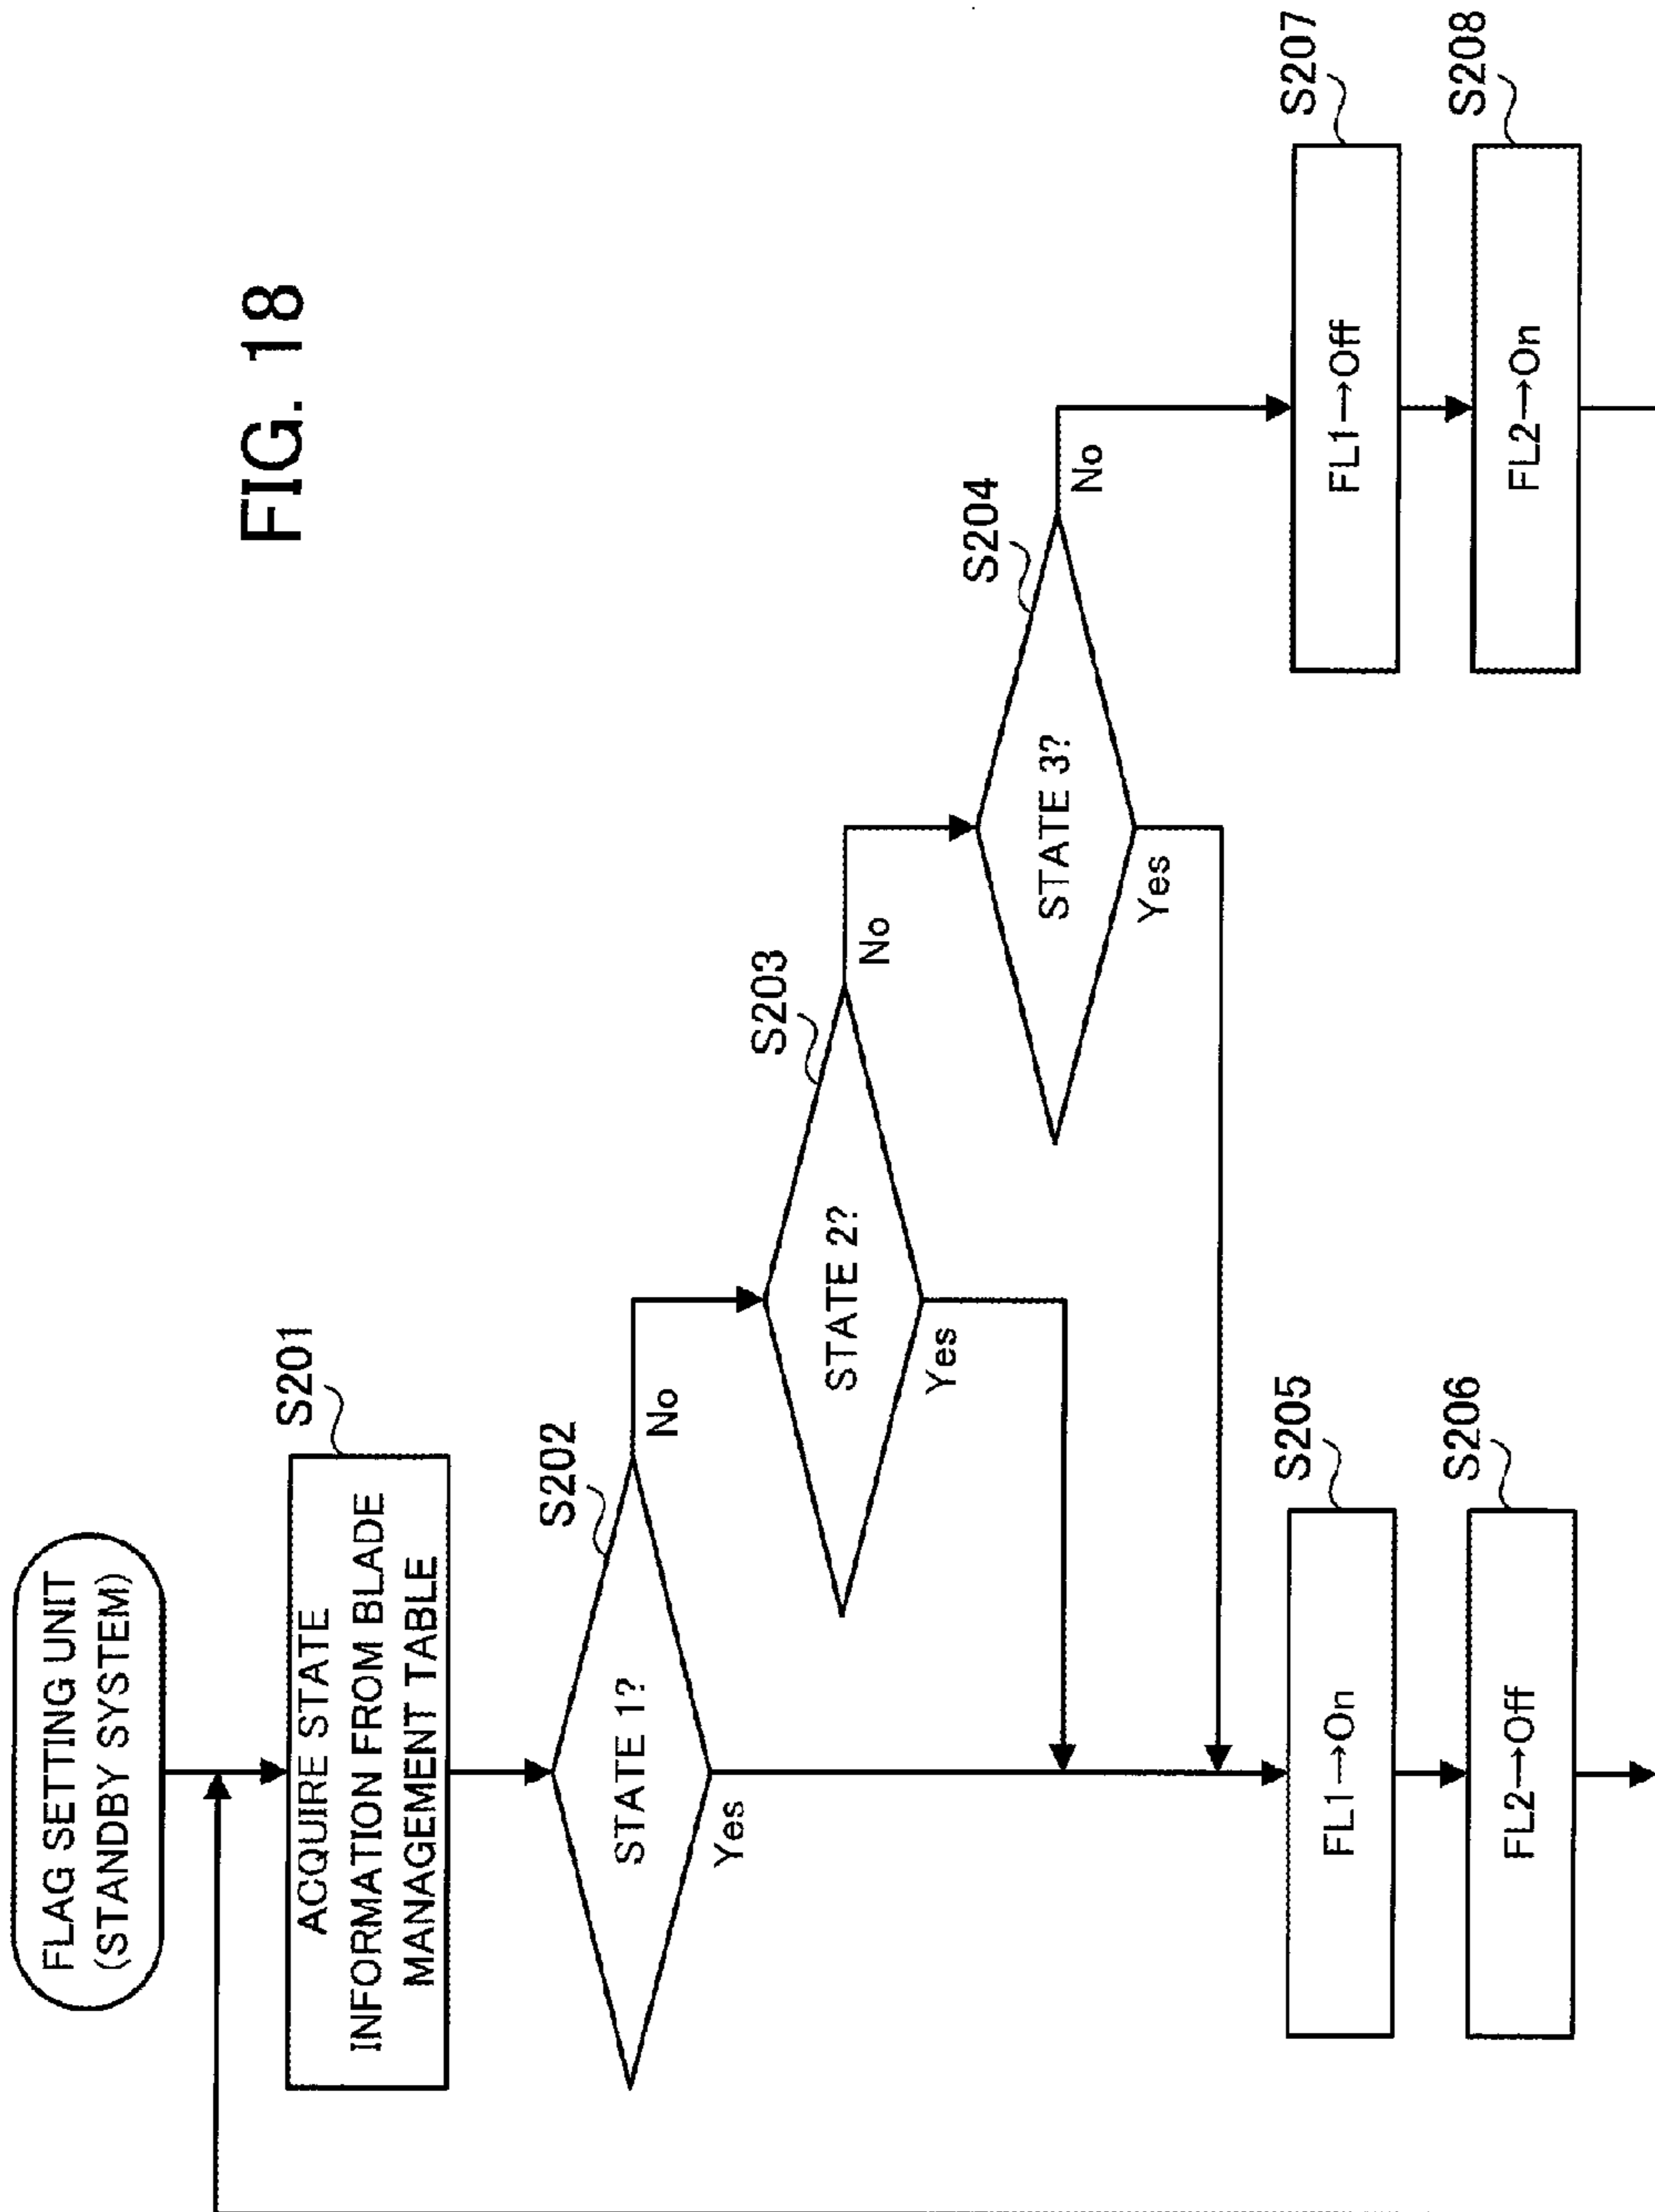 FIG. 18
FLAG SETTING UNIT
(STANDBY SYSTEM)
S201
ACQUIRE STATE
INFORMATION FROM BLADE
MANAGEMENT TABLE
S202
STATE 1?
No
Yes
S203
STATE 2?
No
Yes
S204
STATE 3?
No
Yes
S205
FL1→On
S206
FL2→Off
S207
FL1→Off
S208
FL2→On